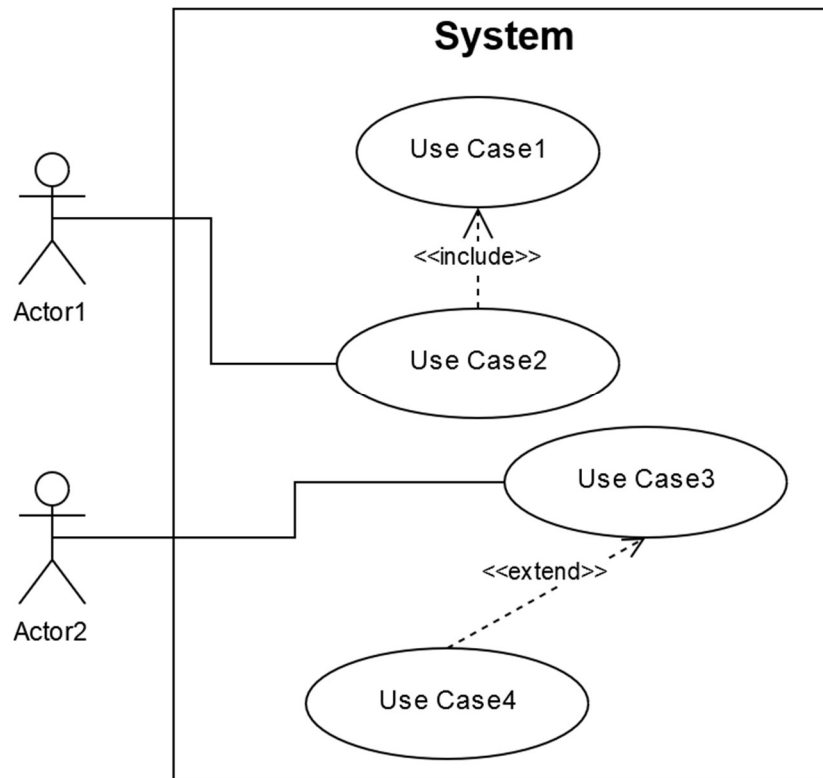 System
Use Case1
<<include>>
Actor1
Use Case2
Use Case3
<<extend>>
Actor2
Use Case4